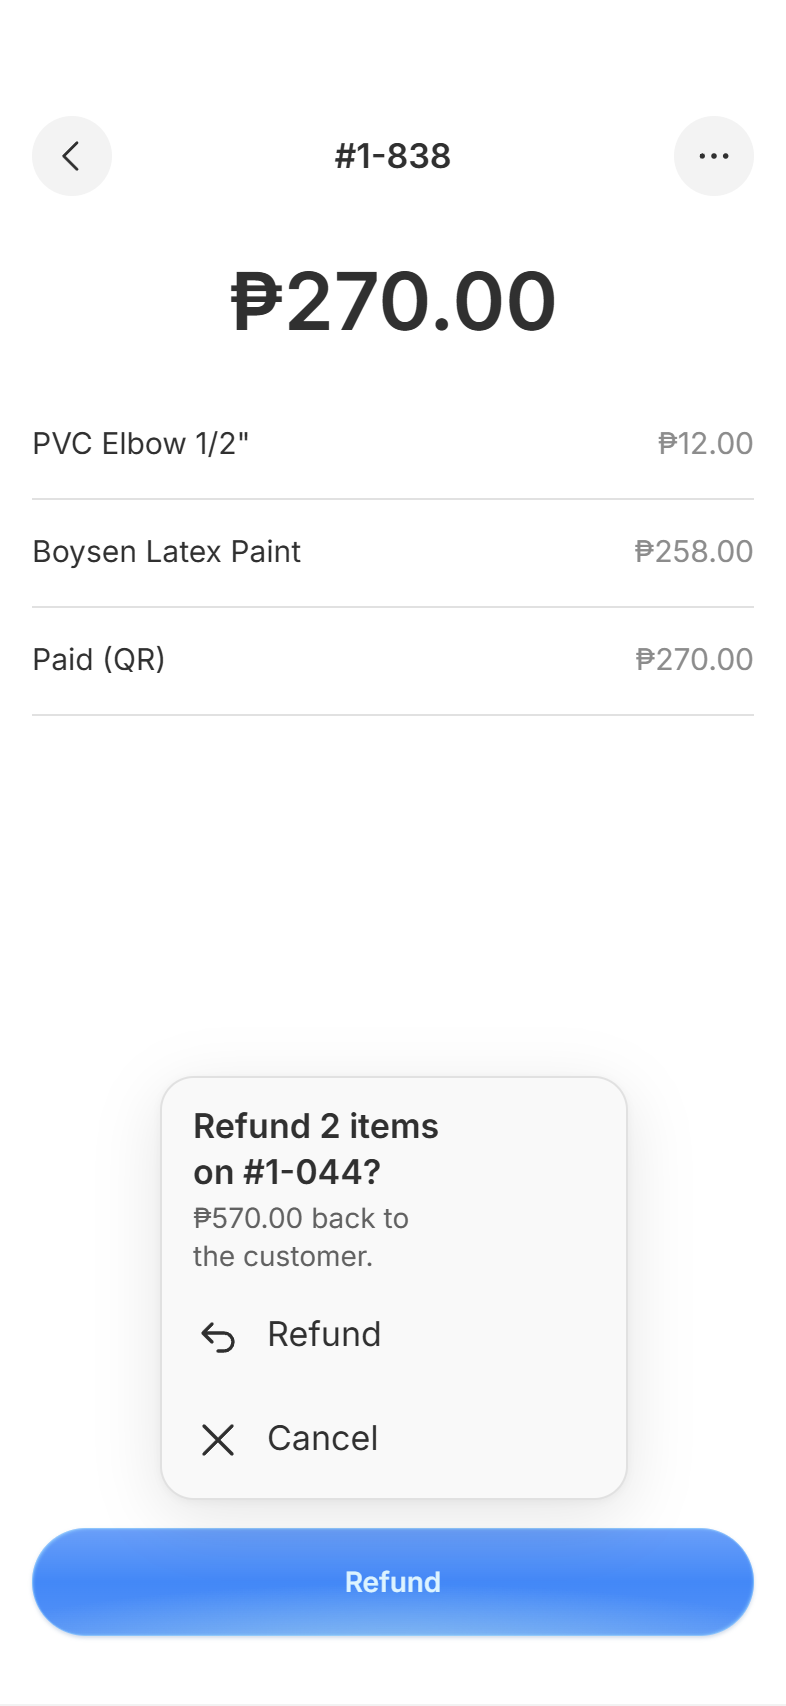 #1-838
₱270.00
PVC Elbow 1/2" ₱12.00
Boysen Latex Paint ₱258.00
Paid (QR) ₱270.00
Refund 2 items
on #1-044?
₱570.00 back to
the customer.
Refund
Cancel
Refund